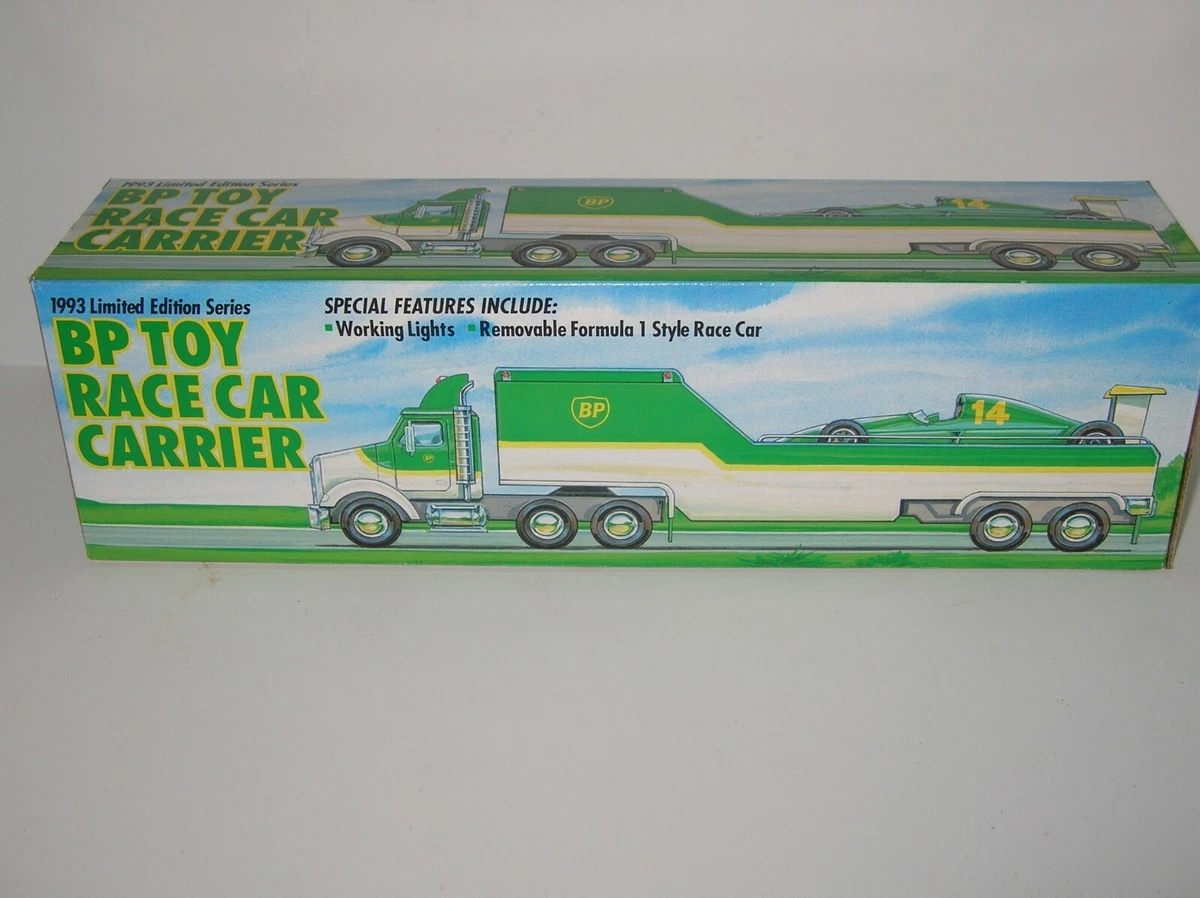 1993 Limited Edition Series
BP TOY
RACE CAR
CARRIER
BP
14
1993 Limited Edition Series
BP TOY
RACE CAR
CARRIER
SPECIAL FEATURES INCLUDE:
▪ Working Lights ▪ Removable Formula 1 Style Race Car
BP
BP
14